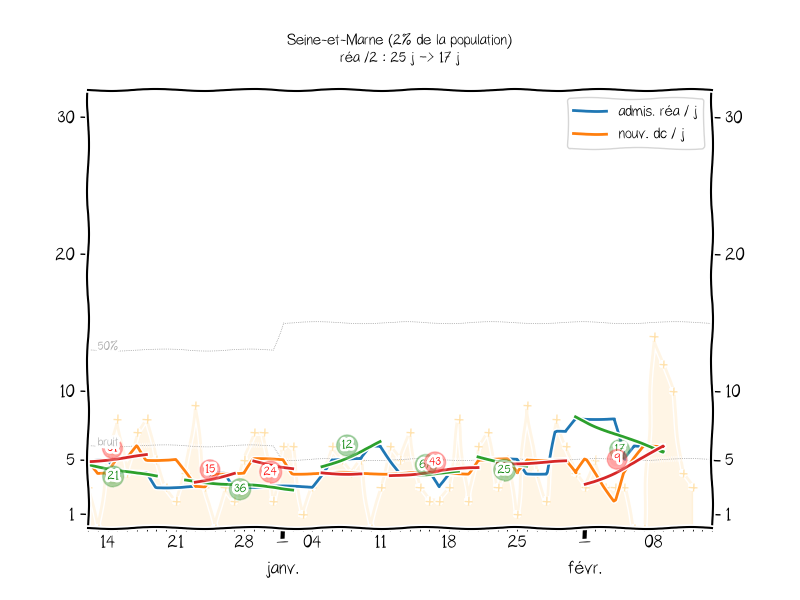 Seine-et-Marne (2% de la population)
réa /2 : 25 j -> 17 j
admis. réa / j
nouv. dc / j
30 30
20 20
50%
10 10
bruit
12
17
43
15
24
21
25
36
5 5
1 1
14 21 28 04 11 18 25 08
janv. févr.